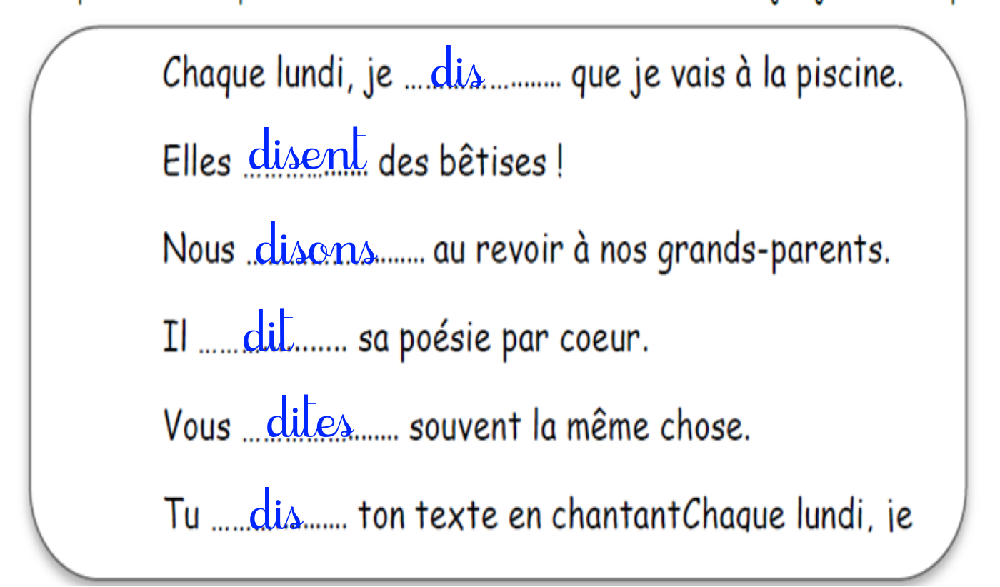 Chaque lundi, je ......dis............ que je vais à la piscine.
Elles disent....... des bêtises !
Nous disons........ au revoir à nos grands-parents.
Il ......dit........ sa poésie par coeur.
Vous ...dites........ souvent la même chose.
Tu ......dis....... ton texte en chantantChaque lundi, je